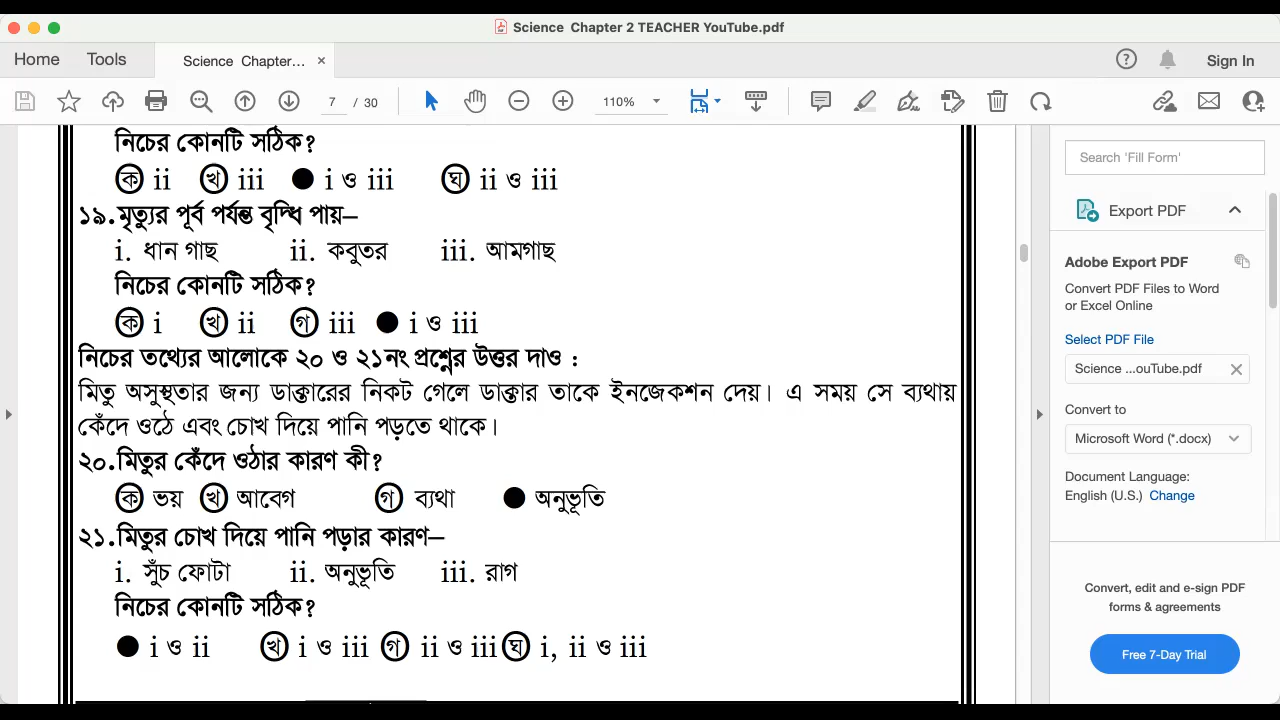 Science Chapter 2 TEACHER YouTube.pdf
Home Tools Science Chapter... × ? Sign In
7 / 30 110%
নিচের কোনটি সঠিক?
ক ii খ iii ● i ও iii ঘ ii ও iii
১৯. মৃত্যুর পূর্ব পর্যন্ত বৃদ্ধি পায়–
i. ধান গাছ ii. কবুতর iii. আমগাছ
নিচের কোনটি সঠিক?
ক i খ ii গ iii ● i ও iii
নিচের তথ্যের আলোকে ২০ ও ২১নং প্রশ্নের উত্তর দাও :
মিতু অসুস্থতার জন্য ডাক্তারের নিকট গেলে ডাক্তার তাকে ইনজেকশন দেয়। এ সময় সে ব্যথায়
কেঁদে ওঠে এবং চোখ দিয়ে পানি পড়তে থাকে।
২০. মিতুর কেঁদে ওঠার কারণ কী?
ক ভয় খ আবেগ গ ব্যথা ● অনুভূতি
২১. মিতুর চোখ দিয়ে পানি পড়ার কারণ–
i. সুঁচ ফোটা ii. অনুভূতি iii. রাগ
নিচের কোনটি সঠিক?
● i ও ii খ i ও iii গ ii ও iii ঘ i, ii ও iii
Search 'Fill Form'
Export PDF
Adobe Export PDF
Convert PDF Files to Word
or Excel Online
Select PDF File
Science ...ouTube.pdf
Convert to
Microsoft Word (*.docx)
Document Language:
English (U.S.) Change
Convert, edit and e-sign PDF
forms & agreements
Free 7-Day Trial